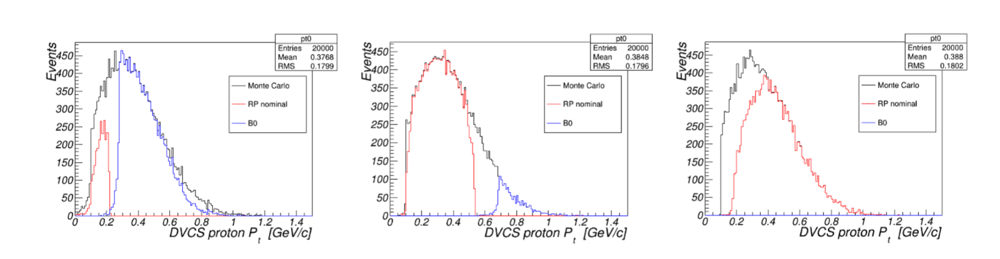 pt0
Entries 20000
Mean 0.3768
RMS 0.1799
Events
450
400
350
300
250
200
150
100
50
0
Monte Carlo
RP nominal
B0
0 0.2 0.4 0.6 0.8 1 1.2 1.4
DVCS proton P_t [GeV/c]
pt0
Entries 20000
Mean 0.3848
RMS 0.1796
Events
450
400
350
300
250
200
150
100
50
0
Monte Carlo
RP nominal
B0
0 0.2 0.4 0.6 0.8 1 1.2 1.4
DVCS proton P_t [GeV/c]
pt0
Entries 20000
Mean 0.388
RMS 0.1802
Events
450
400
350
300
250
200
150
100
50
0
Monte Carlo
RP nominal
B0
0 0.2 0.4 0.6 0.8 1 1.2 1.4
DVCS proton P_t [GeV/c]